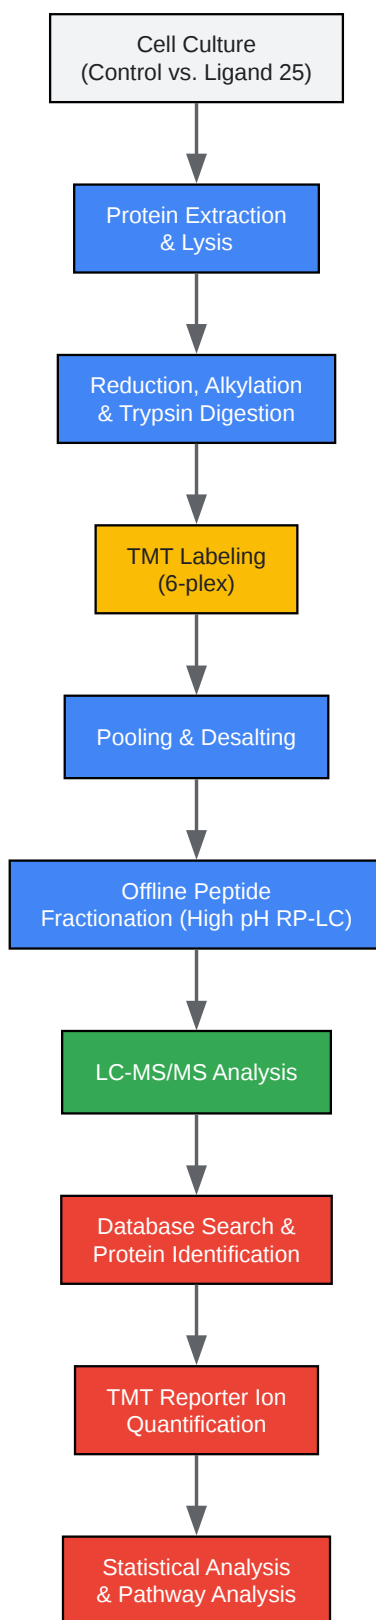 Cell Culture
(Control vs. Ligand 25)
Protein Extraction
& Lysis
Reduction, Alkylation
& Trypsin Digestion
TMT Labeling
(6-plex)
Pooling & Desalting
Offline Peptide
Fractionation (High pH RP-LC)
LC-MS/MS Analysis
Database Search &
Protein Identification
TMT Reporter Ion
Quantification
Statistical Analysis
& Pathway Analysis